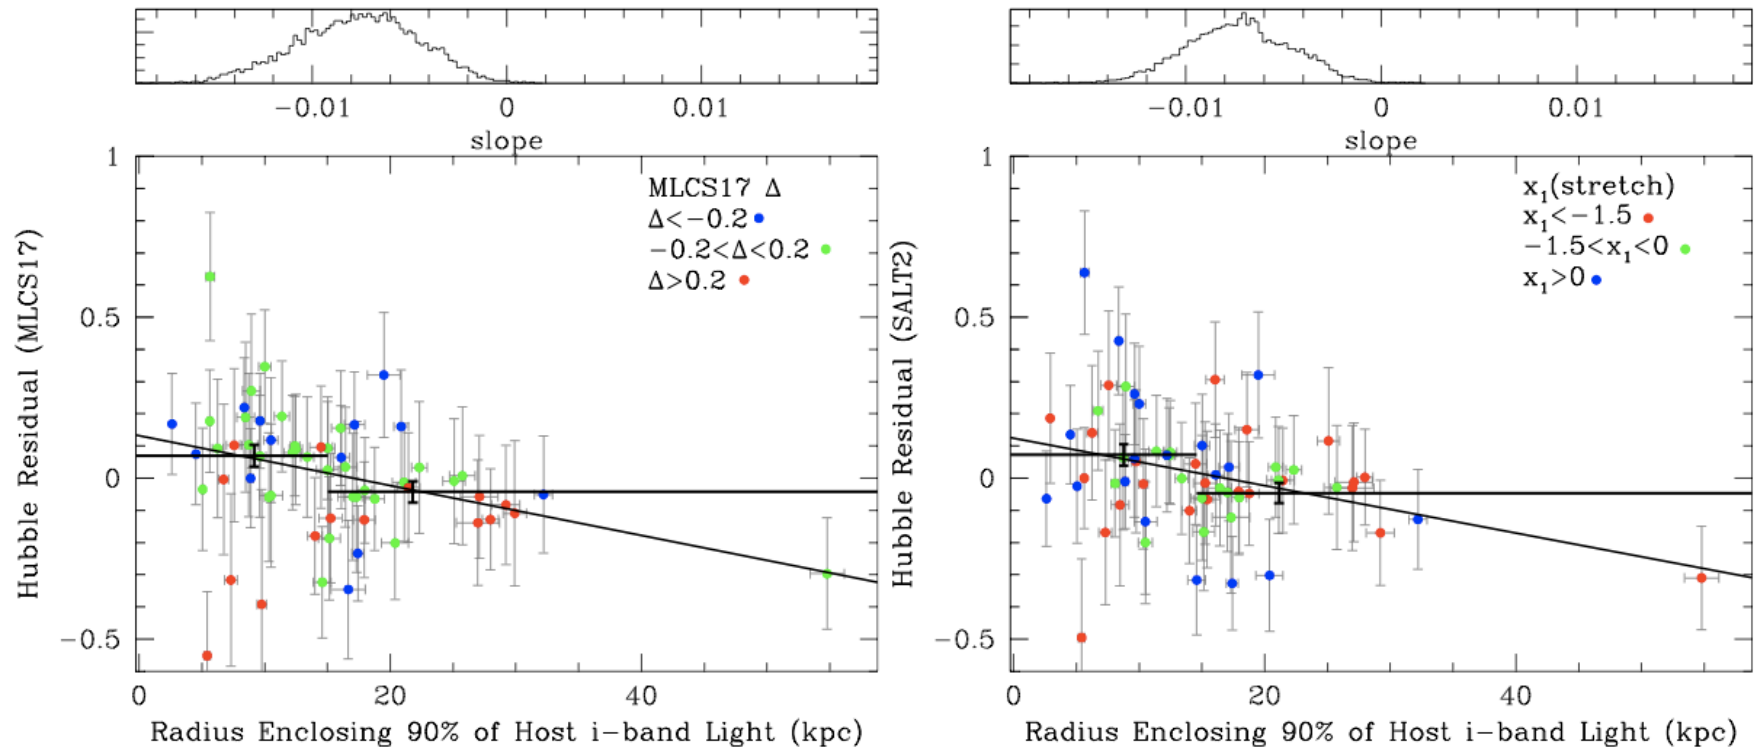 −0.01 0 0.01
slope
−0.01 0 0.01
slope
Hubble Residual (MLCS17)
1
0.5
0
−0.5
MLCS17 Δ
Δ<−0.2
−0.2<Δ<0.2
Δ>0.2
0 20 40
Radius Enclosing 90% of Host i−band Light (kpc)
Hubble Residual (SALT2)
1
0.5
0
−0.5
x₁(stretch)
x₁<−1.5
−1.5<x₁<0
x₁>0
0 20 40
Radius Enclosing 90% of Host i−band Light (kpc)